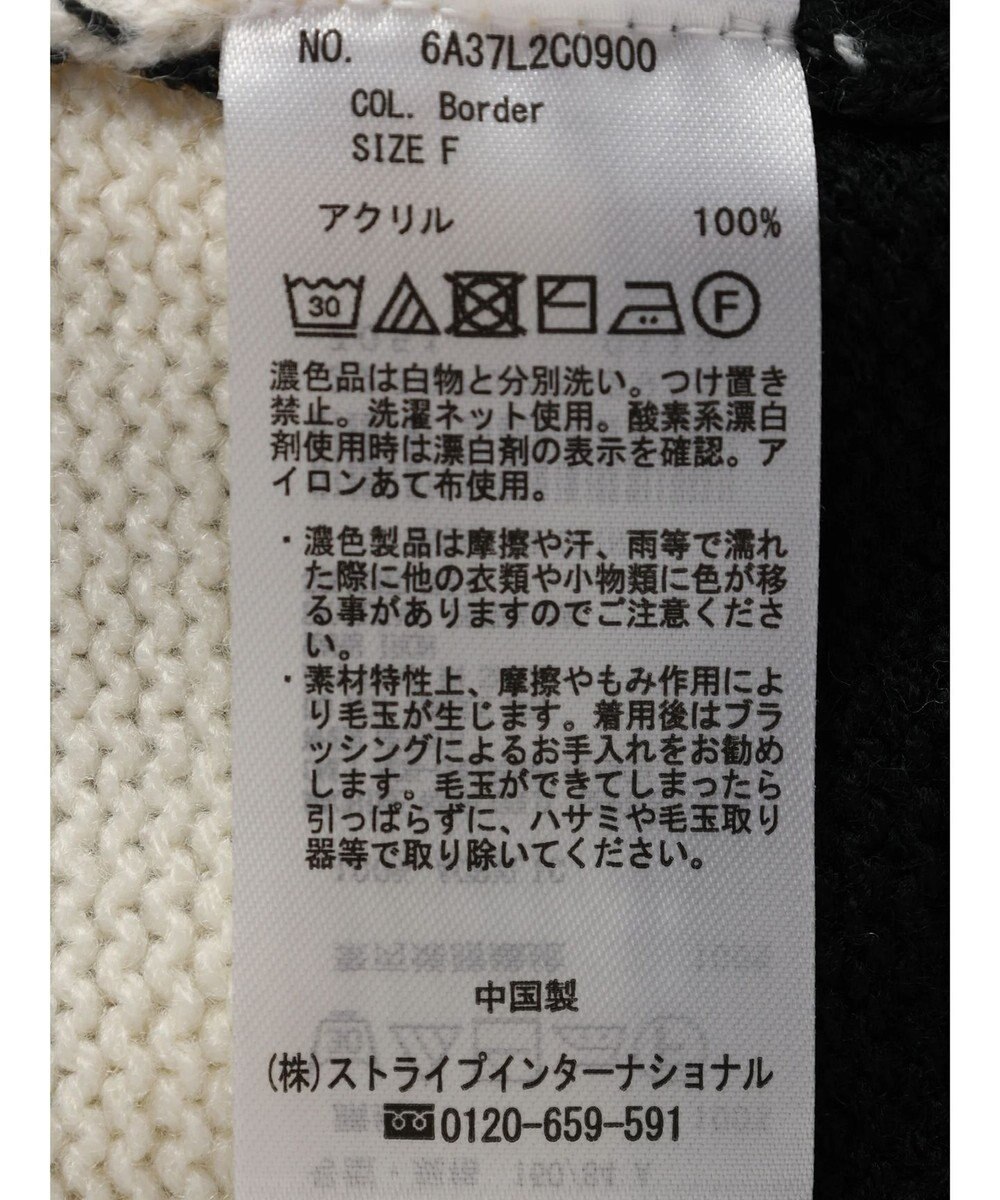 NO. 6A37L2C0900
COL. Border
SIZE F
アクリル 100%
30 F
濃色品は白物と分別洗い。つけ置き
禁止。洗濯ネット使用。酸素系漂白
剤使用時は漂白剤の表示を確認。ア
イロンあて布使用。
・濃色製品は摩擦や汗、雨等で濡れ
た際に他の衣類や小物類に色が移
る事がありますのでご注意くださ
い。
・素材特性上、摩擦やもみ作用によ
り毛玉が生じます。着用後はブラ
ッシングによるお手入れをお勧め
します。毛玉ができてしまったら
引っぱらずに、ハサミや毛玉取り
器等で取り除いてください。
中国製
(株)ストライプインターナショナル
0120-659-591